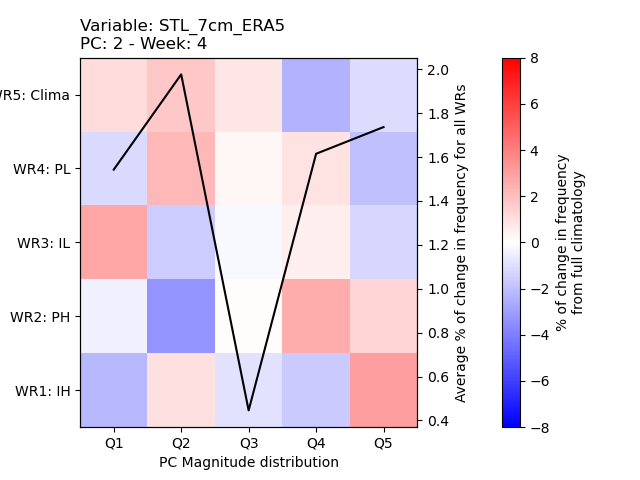 Variable: STL_7cm_ERA5
PC: 2 - Week: 4
WR5: Clima
WR4: PL
WR3: IL
WR2: PH
WR1: IH
Q1 Q2 Q3 Q4 Q5
PC Magnitude distribution
2.0
1.8
1.6
1.4
1.2
1.0
0.8
0.6
0.4
Average % of change in frequency for all WRs
8
6
4
2
0
−2
−4
−6
−8
% of change in frequency
from full climatology